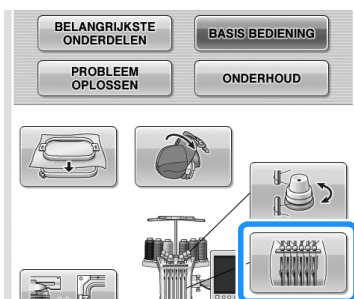 BELANGRIJKSTE
ONDERDELEN
BASIS BEDIENING
PROBLEEM
OPLOSSEN
ONDERHOUD